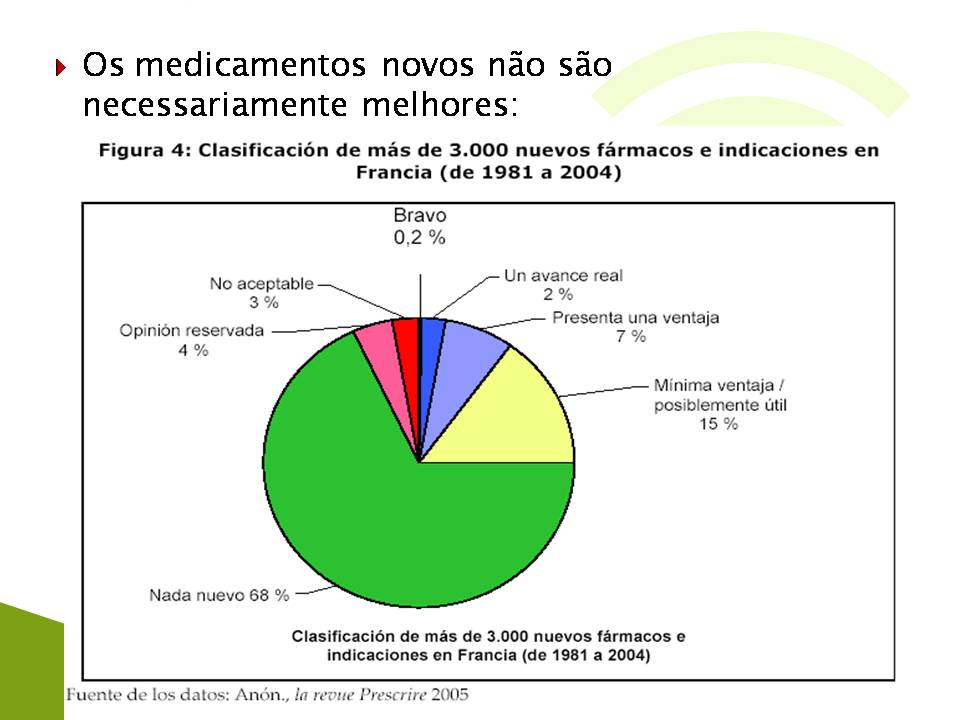 Os medicamentos novos não são
necessariamente melhores:
Figura 4: Clasificación de más de 3.000 nuevos fármacos e indicaciones en
Francia (de 1981 a 2004)
Bravo
0,2 %
Un avance real
2 %
No aceptable
3 %
Presenta una ventaja
7 %
Opinión reservada
4 %
Mínima ventaja /
posiblemente útil
15 %
Nada nuevo 68 %
Clasificación de más de 3.000 nuevos fármacos e
indicaciones en Francia (de 1981 a 2004)
Fuente de los datos: Anón., la revue Prescrire 2005